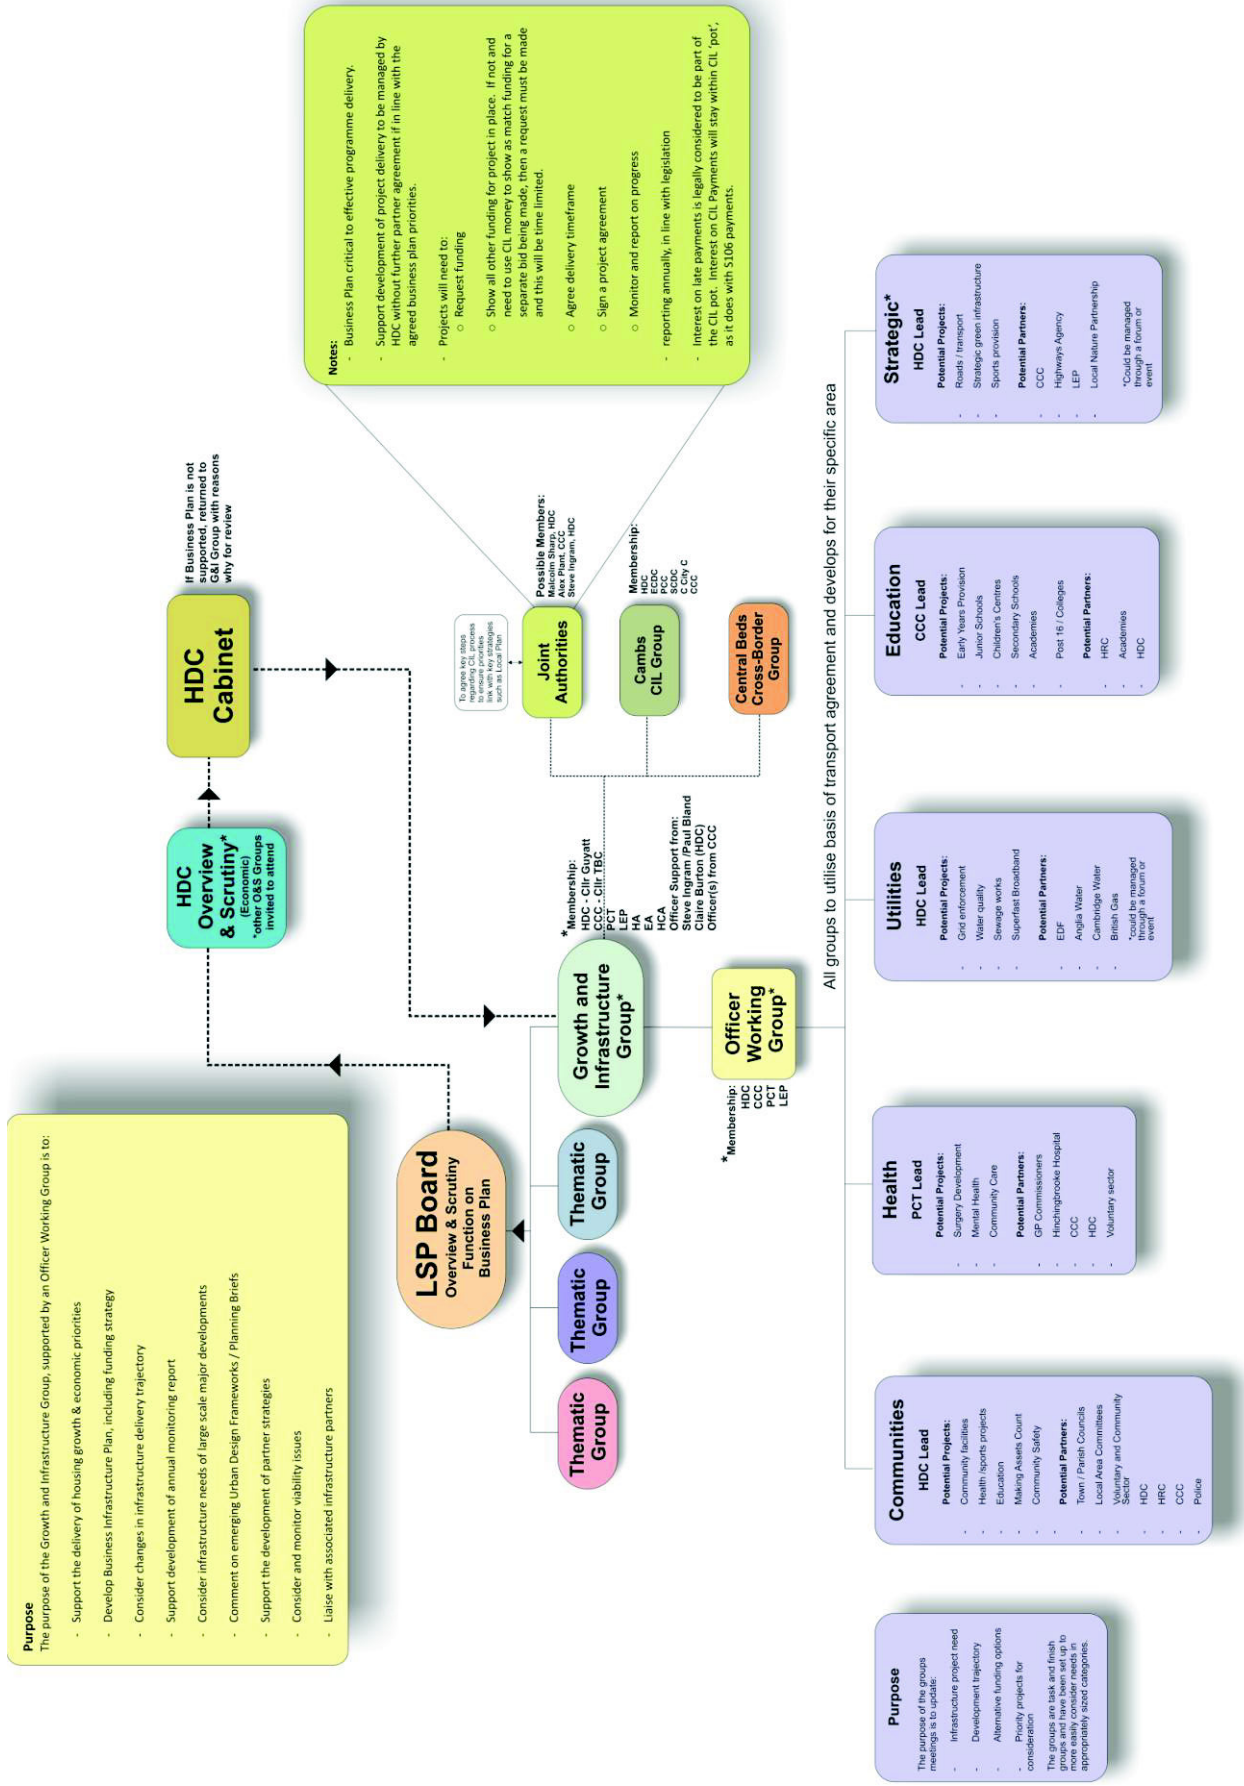 Purpose
The purpose of the Growth and Infrastructure Group, supported by an Officer Working Group is to:
- Support the delivery of housing growth & economic priorities
- Develop Business Infrastructure Plan, including funding strategy
- Consider changes in infrastructure delivery trajectory
- Support development of annual monitoring report
- Consider infrastructure needs of large scale major developments
- Comment on emerging Urban Design Frameworks / Planning Briefs
- Support the development of partner strategies
- Consider and monitor viability issues
- Liaise with associated infrastructure partners
HDC
Overview
& Scrutiny*
(Economic)
*other O&S Groups
invited to attend
HDC
Cabinet
If Business Plan is not
supported, returned to
G&I Group with reasons
why for review
Notes:
- Business Plan critical to effective programme delivery.
- Support development of project delivery to be managed by
HDC without further partner agreement if in line with the
agreed business plan priorities.
- Projects will need to:
○ Request funding
○ Show all other funding for project in place. If not and
need to use CIL money to show as match funding for a
separate bid being made, then a request must be made
and this will be time limited.
○ Agree delivery timeframe
○ Sign a project agreement
○ Monitor and report on progress
- reporting annually, in line with legislation
- Interest on late payments is legally considered to be part of
the CIL pot. Interest on CIL Payments will stay within CIL 'pot',
as it does with S106 payments.
LSP Board
Overview & Scrutiny
Function on
Business Plan
Thematic
Group
Thematic
Group
Thematic
Group
Growth and
Infrastructure
Group*
*Membership:
HDC - Cllr Guyatt
CCC - Cllr TBC
PCT
LEP
HA
EA
HCA
Officer Support from:
Steve Ingram /Paul Bland
Claire Burton (HDC)
Officer(s) from CCC
To agree key steps
regarding CIL process
to ensure priorities
link with key strategies
such as Local Plan
Joint
Authorities
Possible Members:
Malcolm Sharp, HDC
Alex Plant, CCC
Steve Ingram, HDC
Cambs
CIL Group
Membership:
HDC
ECDC
PCC
SCDC
C City C
CCC
Central Beds
Cross-Border
Group
Officer
Working
Group*
*Membership:
HDC
CCC
PCT
LEP
All groups to utilise basis of transport agreement and develops for their specific area
Purpose
The purpose of the groups
meetings is to update:
- Infrastructure project need
- Development trajectory
- Alternative funding options
- Priority projects for
consideration
The groups are task and finish
groups and have been set up to
more easily consider needs in
appropriately sized categories.
Communities
HDC Lead
Potential Projects:
- Community facilities
- Health /sports projects
- Education
- Making Assets Count
- Community Safety
-
Potential Partners:
- Town / Parish Councils
- Local Area Committees
- Voluntary and Community
Sector
- HDC
- HRC
- CCC
- Police
Health
PCT Lead
Potential Projects:
- Surgery Development
- Mental Health
- Community Care
Potential Partners:
- GP Commissioners
- Hinchingbrooke Hospital
- CCC
- HDC
- Voluntary sector
Utilities
HDC Lead
Potential Projects:
- Grid enforcement
- Water quality
- Sewage works
- Superfast Broadband
Potential Partners:
- EDF
- Anglia Water
- Cambridge Water
- British Gas
*could be managed
through a forum or
event
Education
CCC Lead
Potential Projects:
- Early Years Provision
- Junior Schools
- Children's Centres
- Secondary Schools
- Academies
- Post 16 / Colleges
Potential Partners:
- HRC
- Academies
- HDC
Strategic*
HDC Lead
Potential Projects:
- Roads / transport
- Strategic green infrastructure
- Sports provision
Potential Partners:
- CCC
- Highways Agency
- LEP
- Local Nature Partnership
*Could be managed
through a forum or
event